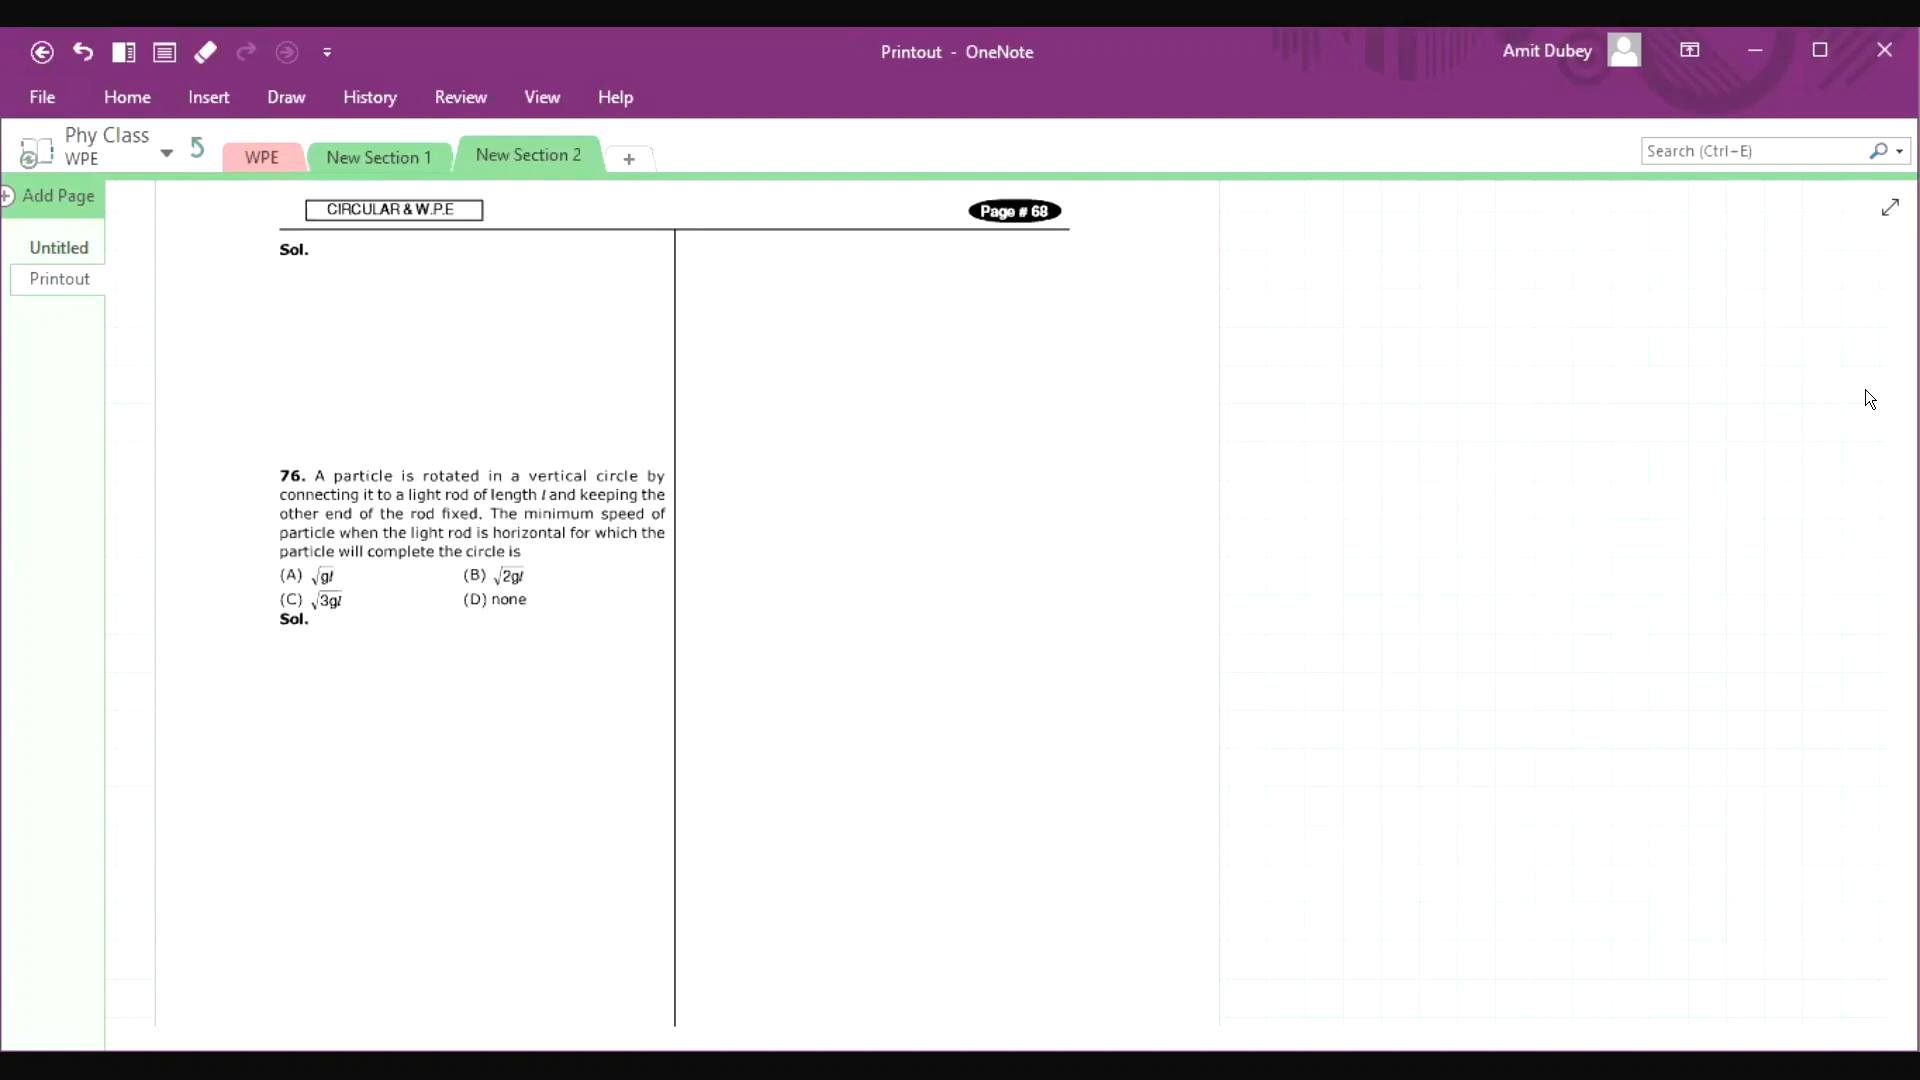 Printout - OneNote
Amit Dubey
File Home Insert Draw History Review View Help
Phy Class
WPE
WPE New Section 1 New Section 2 +
Search (Ctrl+E)
Add Page
Untitled
Printout
CIRCULAR & W.P.E
Page # 68
Sol.
76. A particle is rotated in a vertical circle by
connecting it to a light rod of length l and keeping the
other end of the rod fixed. The minimum speed of
particle when the light rod is horizontal for which the
particle will complete the circle is
(A) √gl (B) √2gl
(C) √3gl (D) none
Sol.